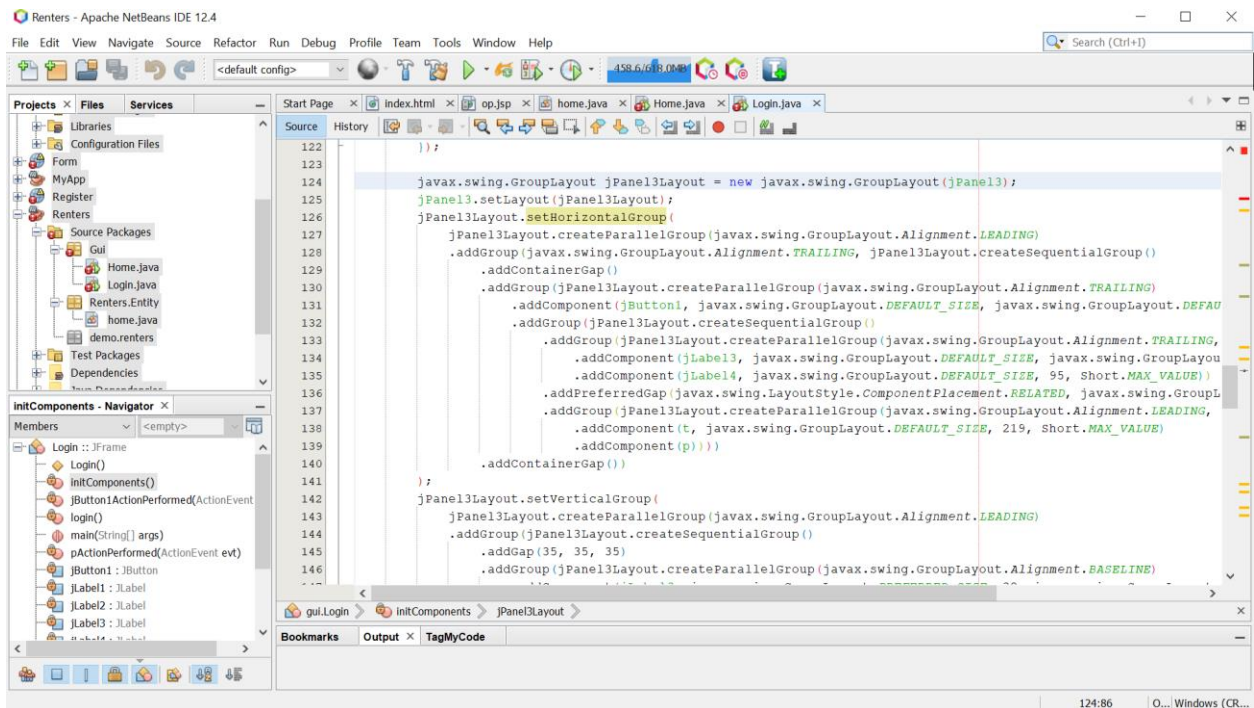 Renters - Apache NetBeans IDE 12.4
File Edit View Navigate Source Refactor Run Debug Profile Team Tools Window Help
Search (Ctrl+I)
<default config>
458.6/618.0MB
Projects Files Services
Libraries
Configuration Files
Form
MyApp
Register
Renters
Source Packages
Gui
Home.java
Login.java
Renters.Entity
home.java
demo.renters
Test Packages
Dependencies
initComponents - Navigator
Members <empty>
Login :: JFrame
Login()
initComponents()
jButton1ActionPerformed(ActionEvent
login()
main(String[] args)
pActionPerformed(ActionEvent evt)
jButton1 : JButton
jLabel1 : JLabel
jLabel2 : JLabel
jLabel3 : JLabel
Start Page index.html op.jsp home.java Home.java Login.java
Source History
122 });
123
124 javax.swing.GroupLayout jPanel3Layout = new javax.swing.GroupLayout(jPanel3);
125 jPanel3.setLayout(jPanel3Layout);
126 jPanel3Layout.setHorizontalGroup(
127 jPanel3Layout.createParallelGroup(javax.swing.GroupLayout.Alignment.LEADING)
128 .addGroup(javax.swing.GroupLayout.Alignment.TRAILING, jPanel3Layout.createSequentialGroup()
129 .addContainerGap()
130 .addGroup(jPanel3Layout.createParallelGroup(javax.swing.GroupLayout.Alignment.TRAILING)
131 .addComponent(jButton1, javax.swing.GroupLayout.DEFAULT_SIZE, javax.swing.GroupLayout.DEFAU
132 .addGroup(jPanel3Layout.createSequentialGroup()
133 .addGroup(jPanel3Layout.createParallelGroup(javax.swing.GroupLayout.Alignment.TRAILING,
134 .addComponent(jLabel3, javax.swing.GroupLayout.DEFAULT_SIZE, javax.swing.GroupLayou
135 .addComponent(jLabel4, javax.swing.GroupLayout.DEFAULT_SIZE, 95, Short.MAX_VALUE))
136 .addPreferredGap(javax.swing.LayoutStyle.ComponentPlacement.RELATED, javax.swing.GroupL
137 .addGroup(jPanel3Layout.createParallelGroup(javax.swing.GroupLayout.Alignment.LEADING,
138 .addComponent(t, javax.swing.GroupLayout.DEFAULT_SIZE, 219, Short.MAX_VALUE)
139 .addComponent(p))))
140 .addContainerGap())
141 );
142 jPanel3Layout.setVerticalGroup(
143 jPanel3Layout.createParallelGroup(javax.swing.GroupLayout.Alignment.LEADING)
144 .addGroup(jPanel3Layout.createSequentialGroup()
145 .addGap(35, 35, 35)
146 .addGroup(jPanel3Layout.createParallelGroup(javax.swing.GroupLayout.Alignment.BASELINE)
gui.Login initComponents jPanel3Layout
Bookmarks Output TagMyCode
124:86 O... Windows (CR...